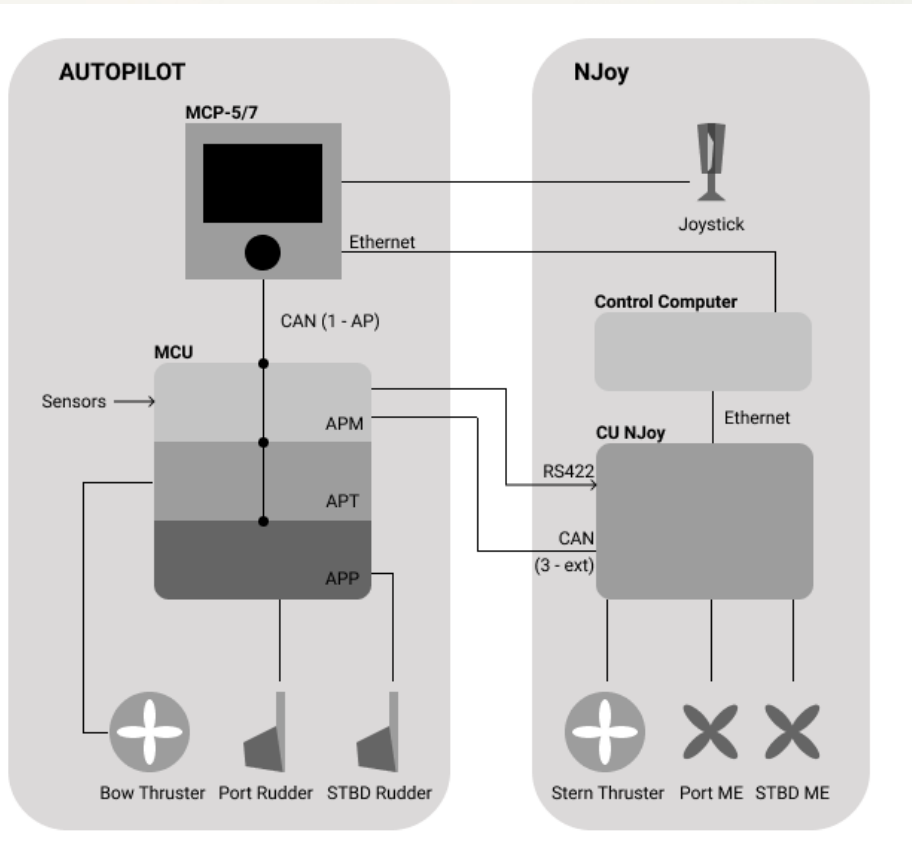 AUTOPILOT
NJoy
MCP-5/7
Joystick
Ethernet
Control Computer
CAN (1 - AP)
MCU
Sensors
APM
Ethernet
CU NJoy
RS422
APT
CAN
(3 - ext)
APP
Bow Thruster
Port Rudder
STBD Rudder
Stern Thruster
Port ME
STBD ME